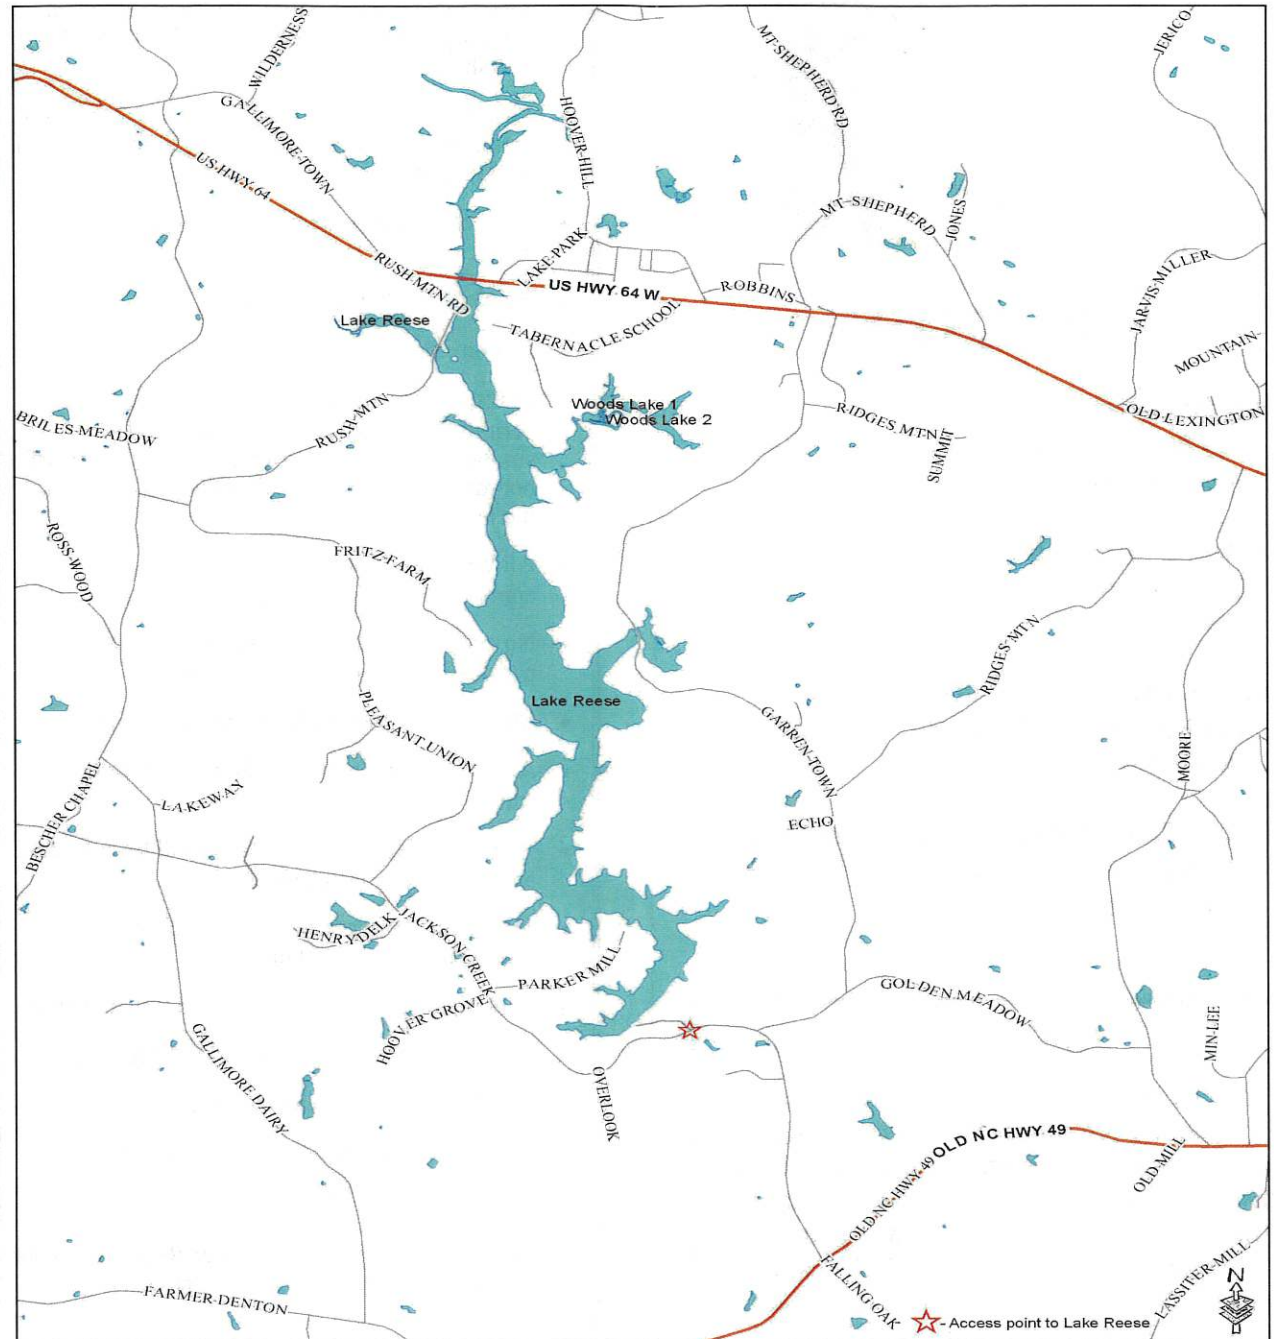 WILDERNESS
MT-SHEPHERD RD
JERICO-
GALLIMORE-TOWN
HOOVER-HILL
US-HWY-64
MT-SHEPHERD
JONES
LAKE-PARK
RUSH-MTN RD
US HWY 64 W
ROBBINS
JARVIS-MILLER
Lake Reese
TABERNACLE SCHOOL
MOUNTAIN-
Woods Lake 1
Woods Lake 2
BRILES-MEADOW
RUSH-MTN
RIDGES MTN
SUMMIT
OLD-LEXINGTON
ROSS-WOOD
FRITZ-FARM
RIDGES-MTN
Lake Reese
PLEASANT UNION
GARREN-TOWN
MOORE
LAKEWAY
BESCHER CHAPEL
ECHO
HENRY DELK
JACKSON-CREEK
PARKER MILL
HOOVER GROVE
GOLDEN MEADOW
GALLIMORE DAIRY
OVERLOOK
MIN-LEE
OLD NC HWY 49
OLD-NC-HWY-49
OLD-MILL
FARMER-DENTON
FALLING OAK
LASSITER-MILL
N
- Access point to Lake Reese